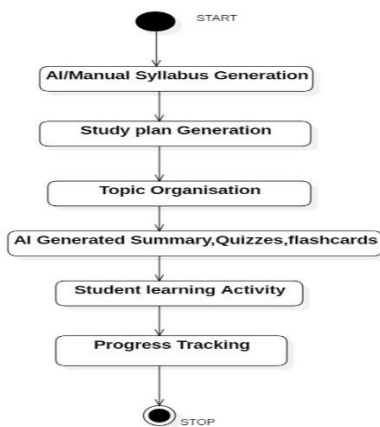 START
AI/Manual Syllabus Generation
Study plan Generation
Topic Organisation
AI Generated Summary,Quizzes,flashcards
Student learning Activity
Progress Tracking
STOP